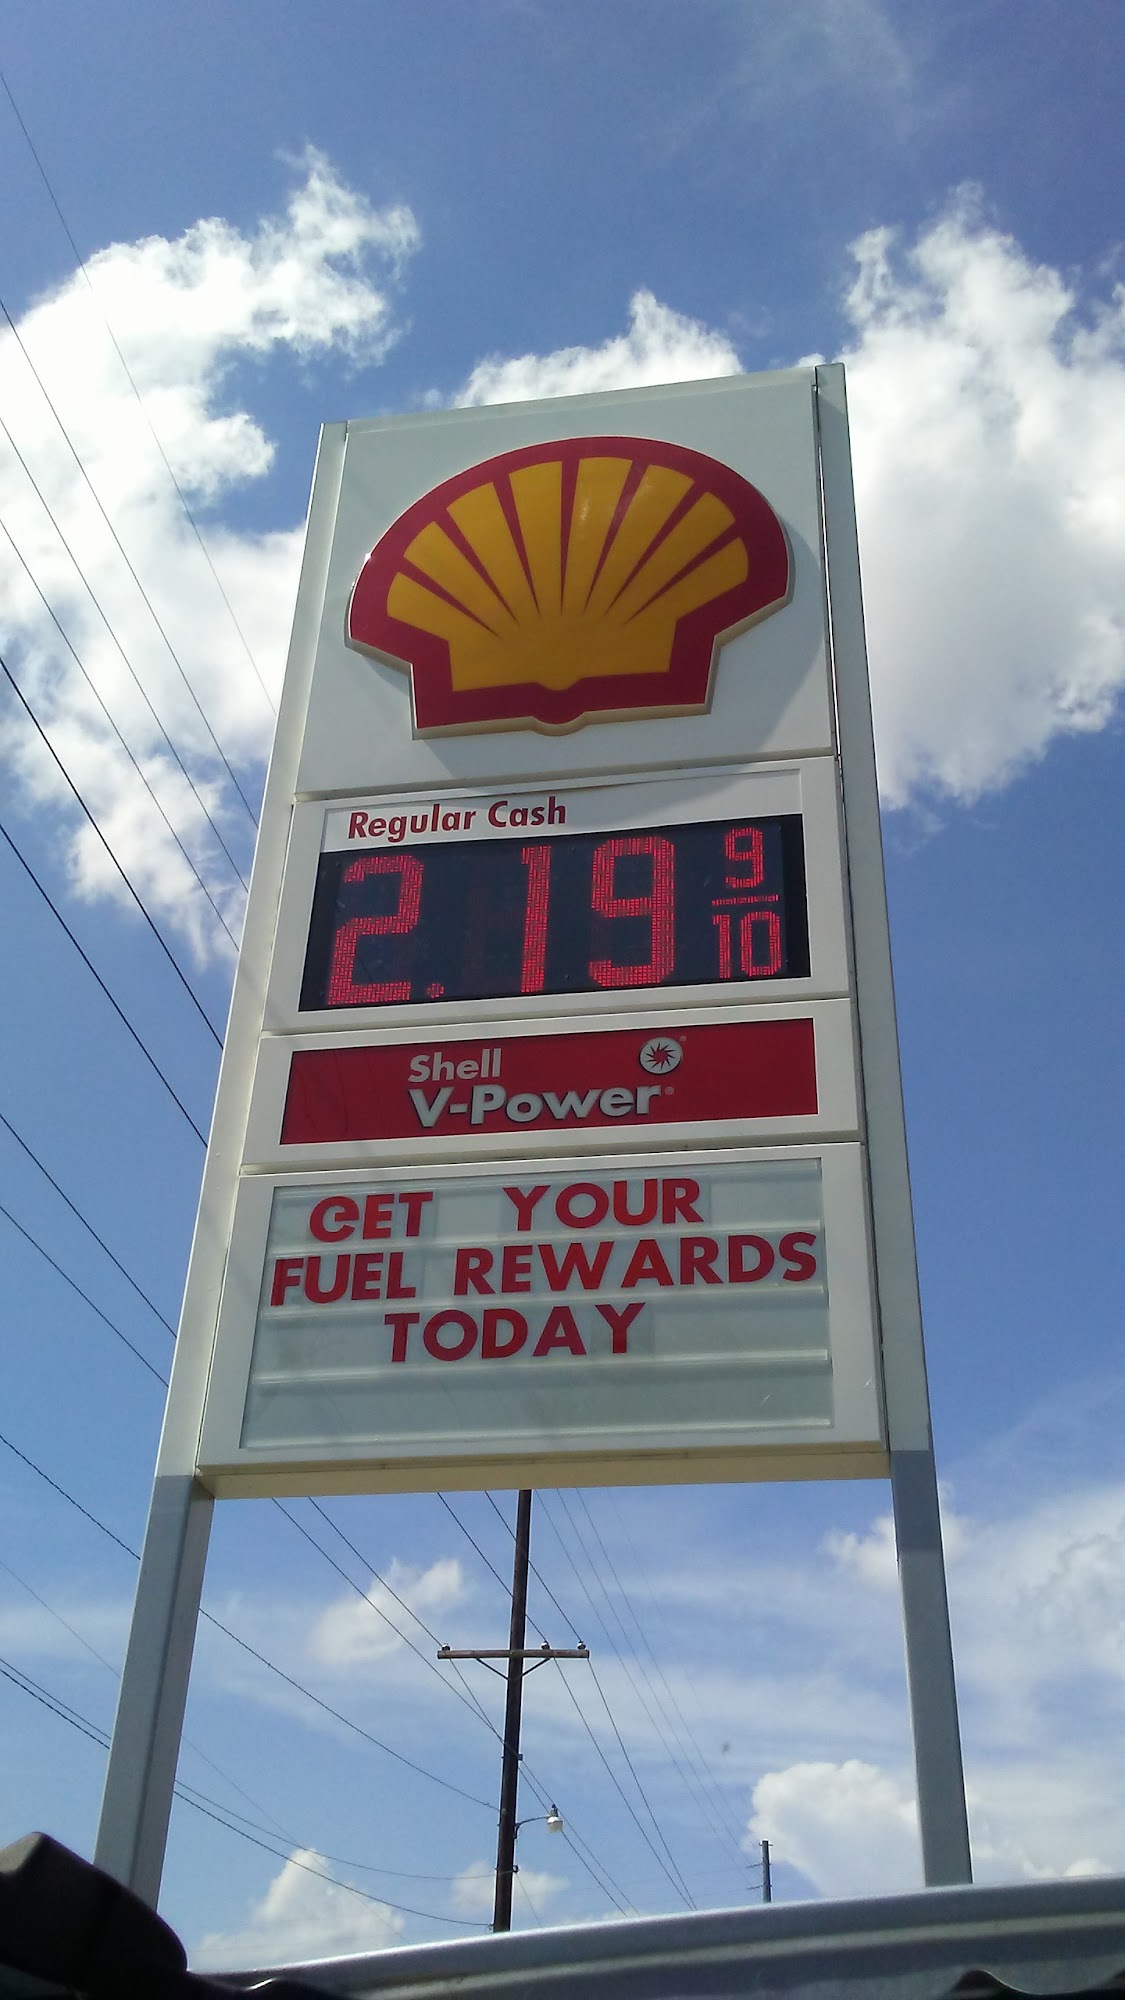 Regular Cash
2.19 9/10
Shell
V-Power®
GET YOUR
FUEL REWARDS
TODAY